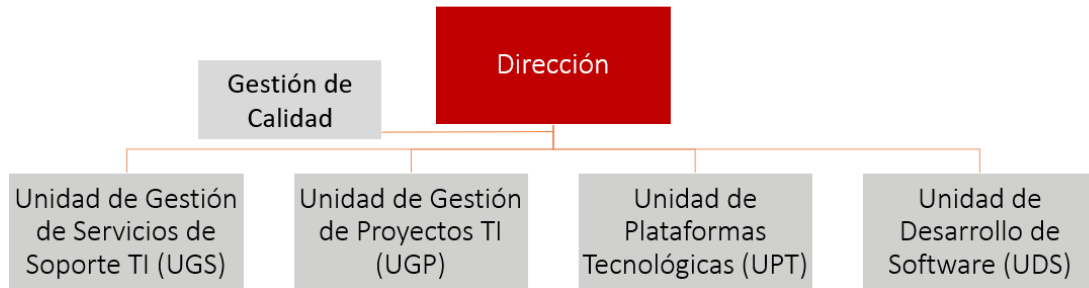 Dirección
Gestión de
Calidad
Unidad de Gestión
de Servicios de
Soporte TI (UGS)
Unidad de Gestión
de Proyectos TI
(UGP)
Unidad de
Plataformas
Tecnológicas (UPT)
Unidad de
Desarrollo de
Software (UDS)